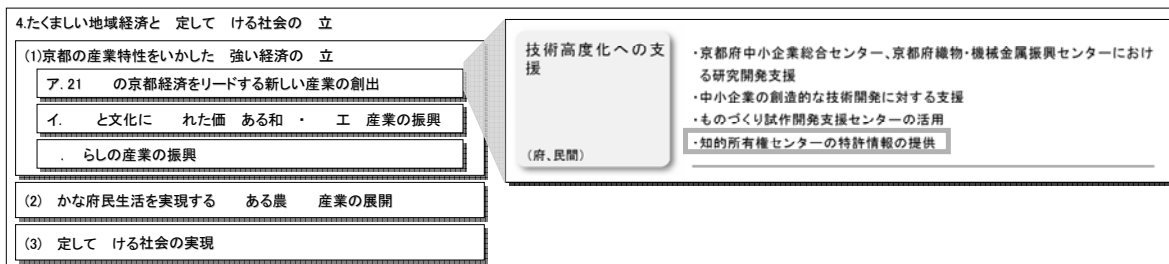 4.たくましい地域経済と 定して ける社会の 立
(1)京都の産業特性をいかした 強い経済の 立
ア.21 の京都経済をリードする新しい産業の創出
イ. と文化に れた価 ある和 ・ 工 産業の振興
. らしの産業の振興
(2) かな府民生活を実現する ある農 産業の展開
(3) 定して ける社会の実現
技術高度化への支
援
(府、民間)
・京都府中小企業総合センター、京都府織物・機械金属振興センターにおけ
る研究開発支援
・中小企業の創造的な技術開発に対する支援
・ものづくり試作開発支援センターの活用
・知的所有権センターの特許情報の提供